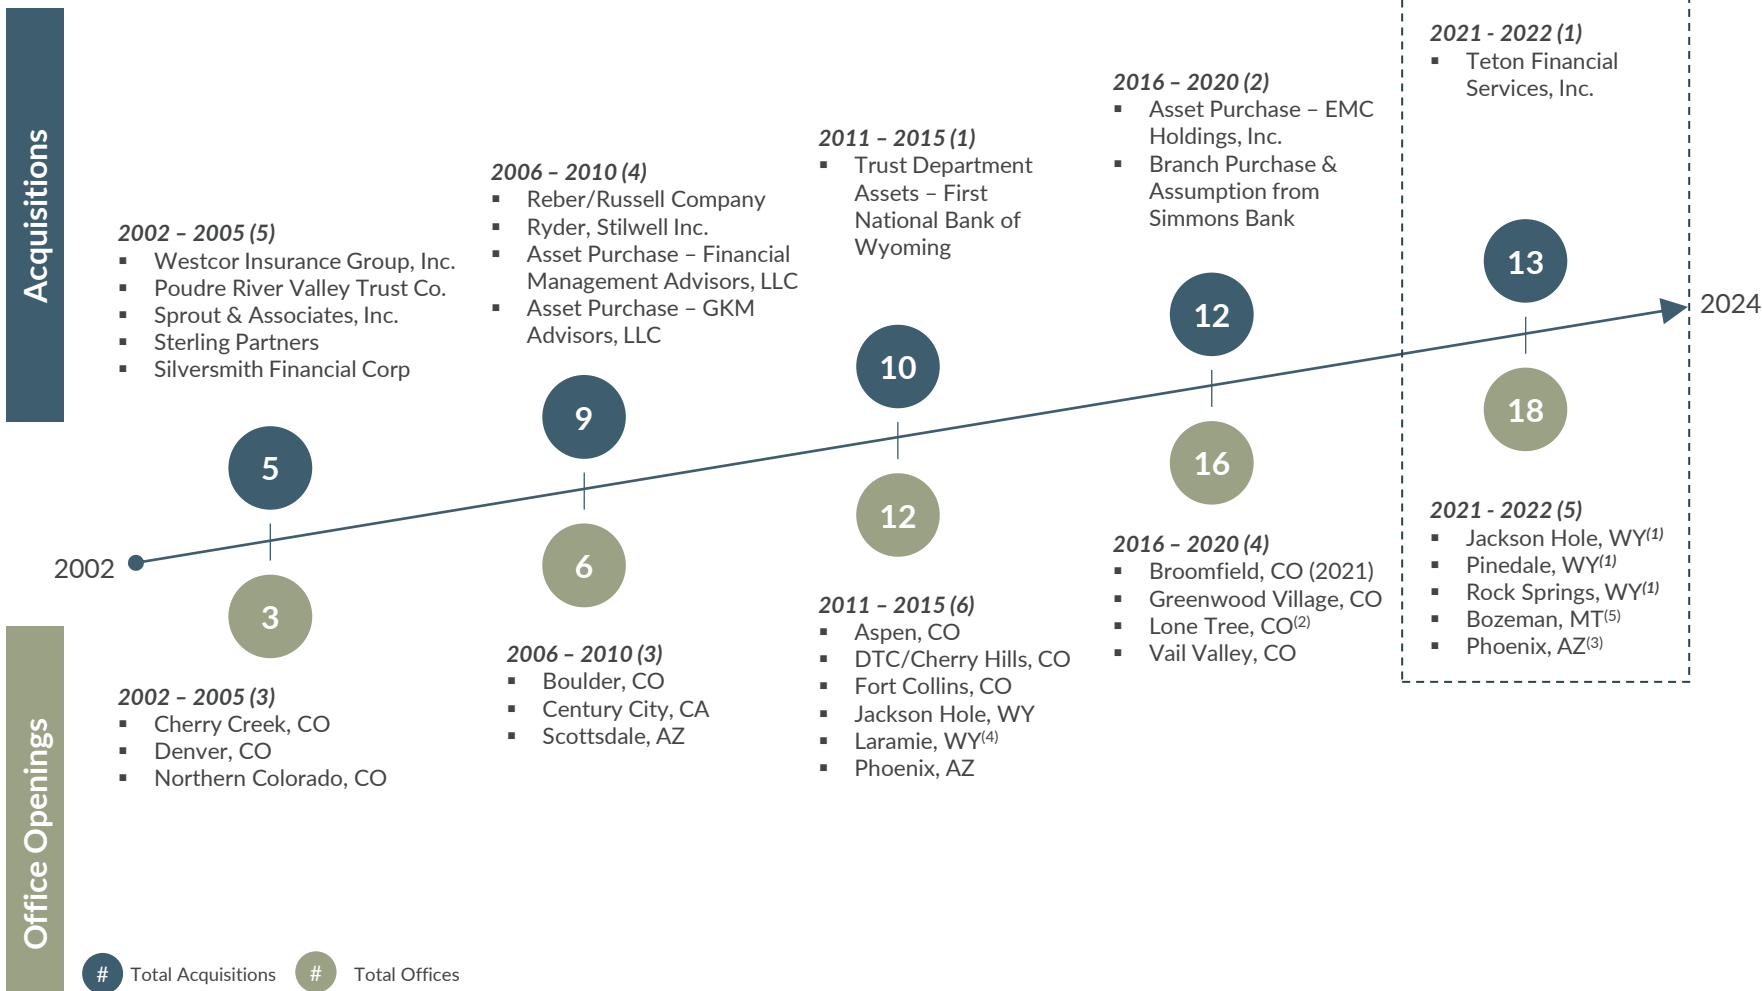 Acquisitions
2002 – 2005 (5)
▪ Westcor Insurance Group, Inc.
▪ Poudre River Valley Trust Co.
▪ Sprout & Associates, Inc.
▪ Sterling Partners
▪ Silversmith Financial Corp
2006 – 2010 (4)
▪ Reber/Russell Company
▪ Ryder, Stilwell Inc.
▪ Asset Purchase – Financial
Management Advisors, LLC
▪ Asset Purchase – GKM
Advisors, LLC
2011 – 2015 (1)
▪ Trust Department
Assets – First
National Bank of
Wyoming
2016 – 2020 (2)
▪ Asset Purchase – EMC
Holdings, Inc.
▪ Branch Purchase &
Assumption from
Simmons Bank
2021 - 2022 (1)
▪ Teton Financial
Services, Inc.
5
9
10
12
13
2002
2024
3
6
12
16
18
Office Openings
2002 – 2005 (3)
▪ Cherry Creek, CO
▪ Denver, CO
▪ Northern Colorado, CO
2006 – 2010 (3)
▪ Boulder, CO
▪ Century City, CA
▪ Scottsdale, AZ
2011 – 2015 (6)
▪ Aspen, CO
▪ DTC/Cherry Hills, CO
▪ Fort Collins, CO
▪ Jackson Hole, WY
▪ Laramie, WY(4)
▪ Phoenix, AZ
2016 – 2020 (4)
▪ Broomfield, CO (2021)
▪ Greenwood Village, CO
▪ Lone Tree, CO(2)
▪ Vail Valley, CO
2021 - 2022 (5)
▪ Jackson Hole, WY(1)
▪ Pinedale, WY(1)
▪ Rock Springs, WY(1)
▪ Bozeman, MT(5)
▪ Phoenix, AZ(3)
# Total Acquisitions # Total Offices